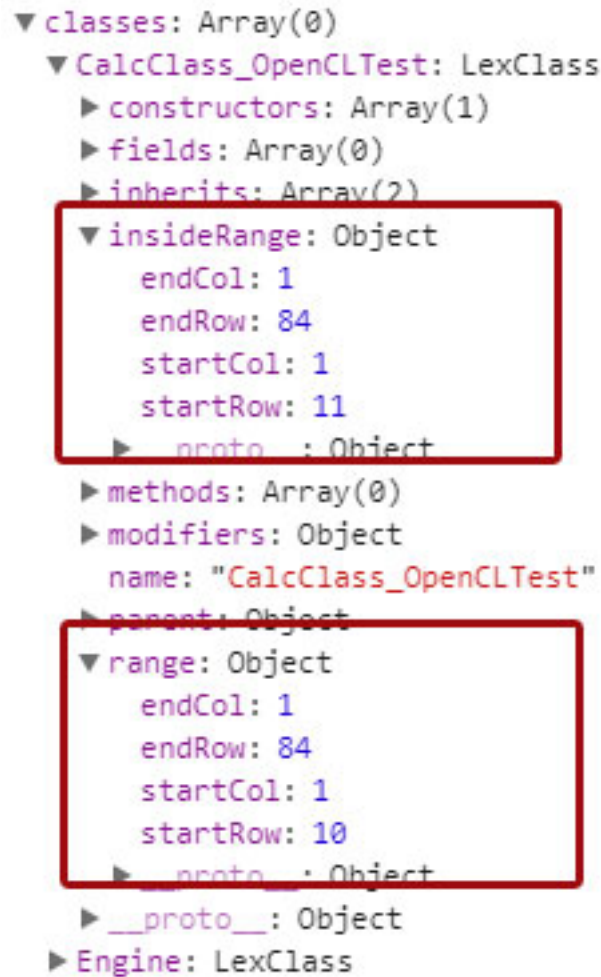 ▼ classes: Array(0)
▼ CalcClass_OpenCLTest: LexClass
▶ constructors: Array(1)
▶ fields: Array(0)
▶ inherits: Array(2)
▼ insideRange: Object
endCol: 1
endRow: 84
startCol: 1
startRow: 11
▶ __proto__: Object
▶ methods: Array(0)
▶ modifiers: Object
name: "CalcClass_OpenCLTest"
▶ parent: Object
▼ range: Object
endCol: 1
endRow: 84
startCol: 1
startRow: 10
▶ __proto__: Object
▶ __proto__: Object
▶ Engine: LexClass